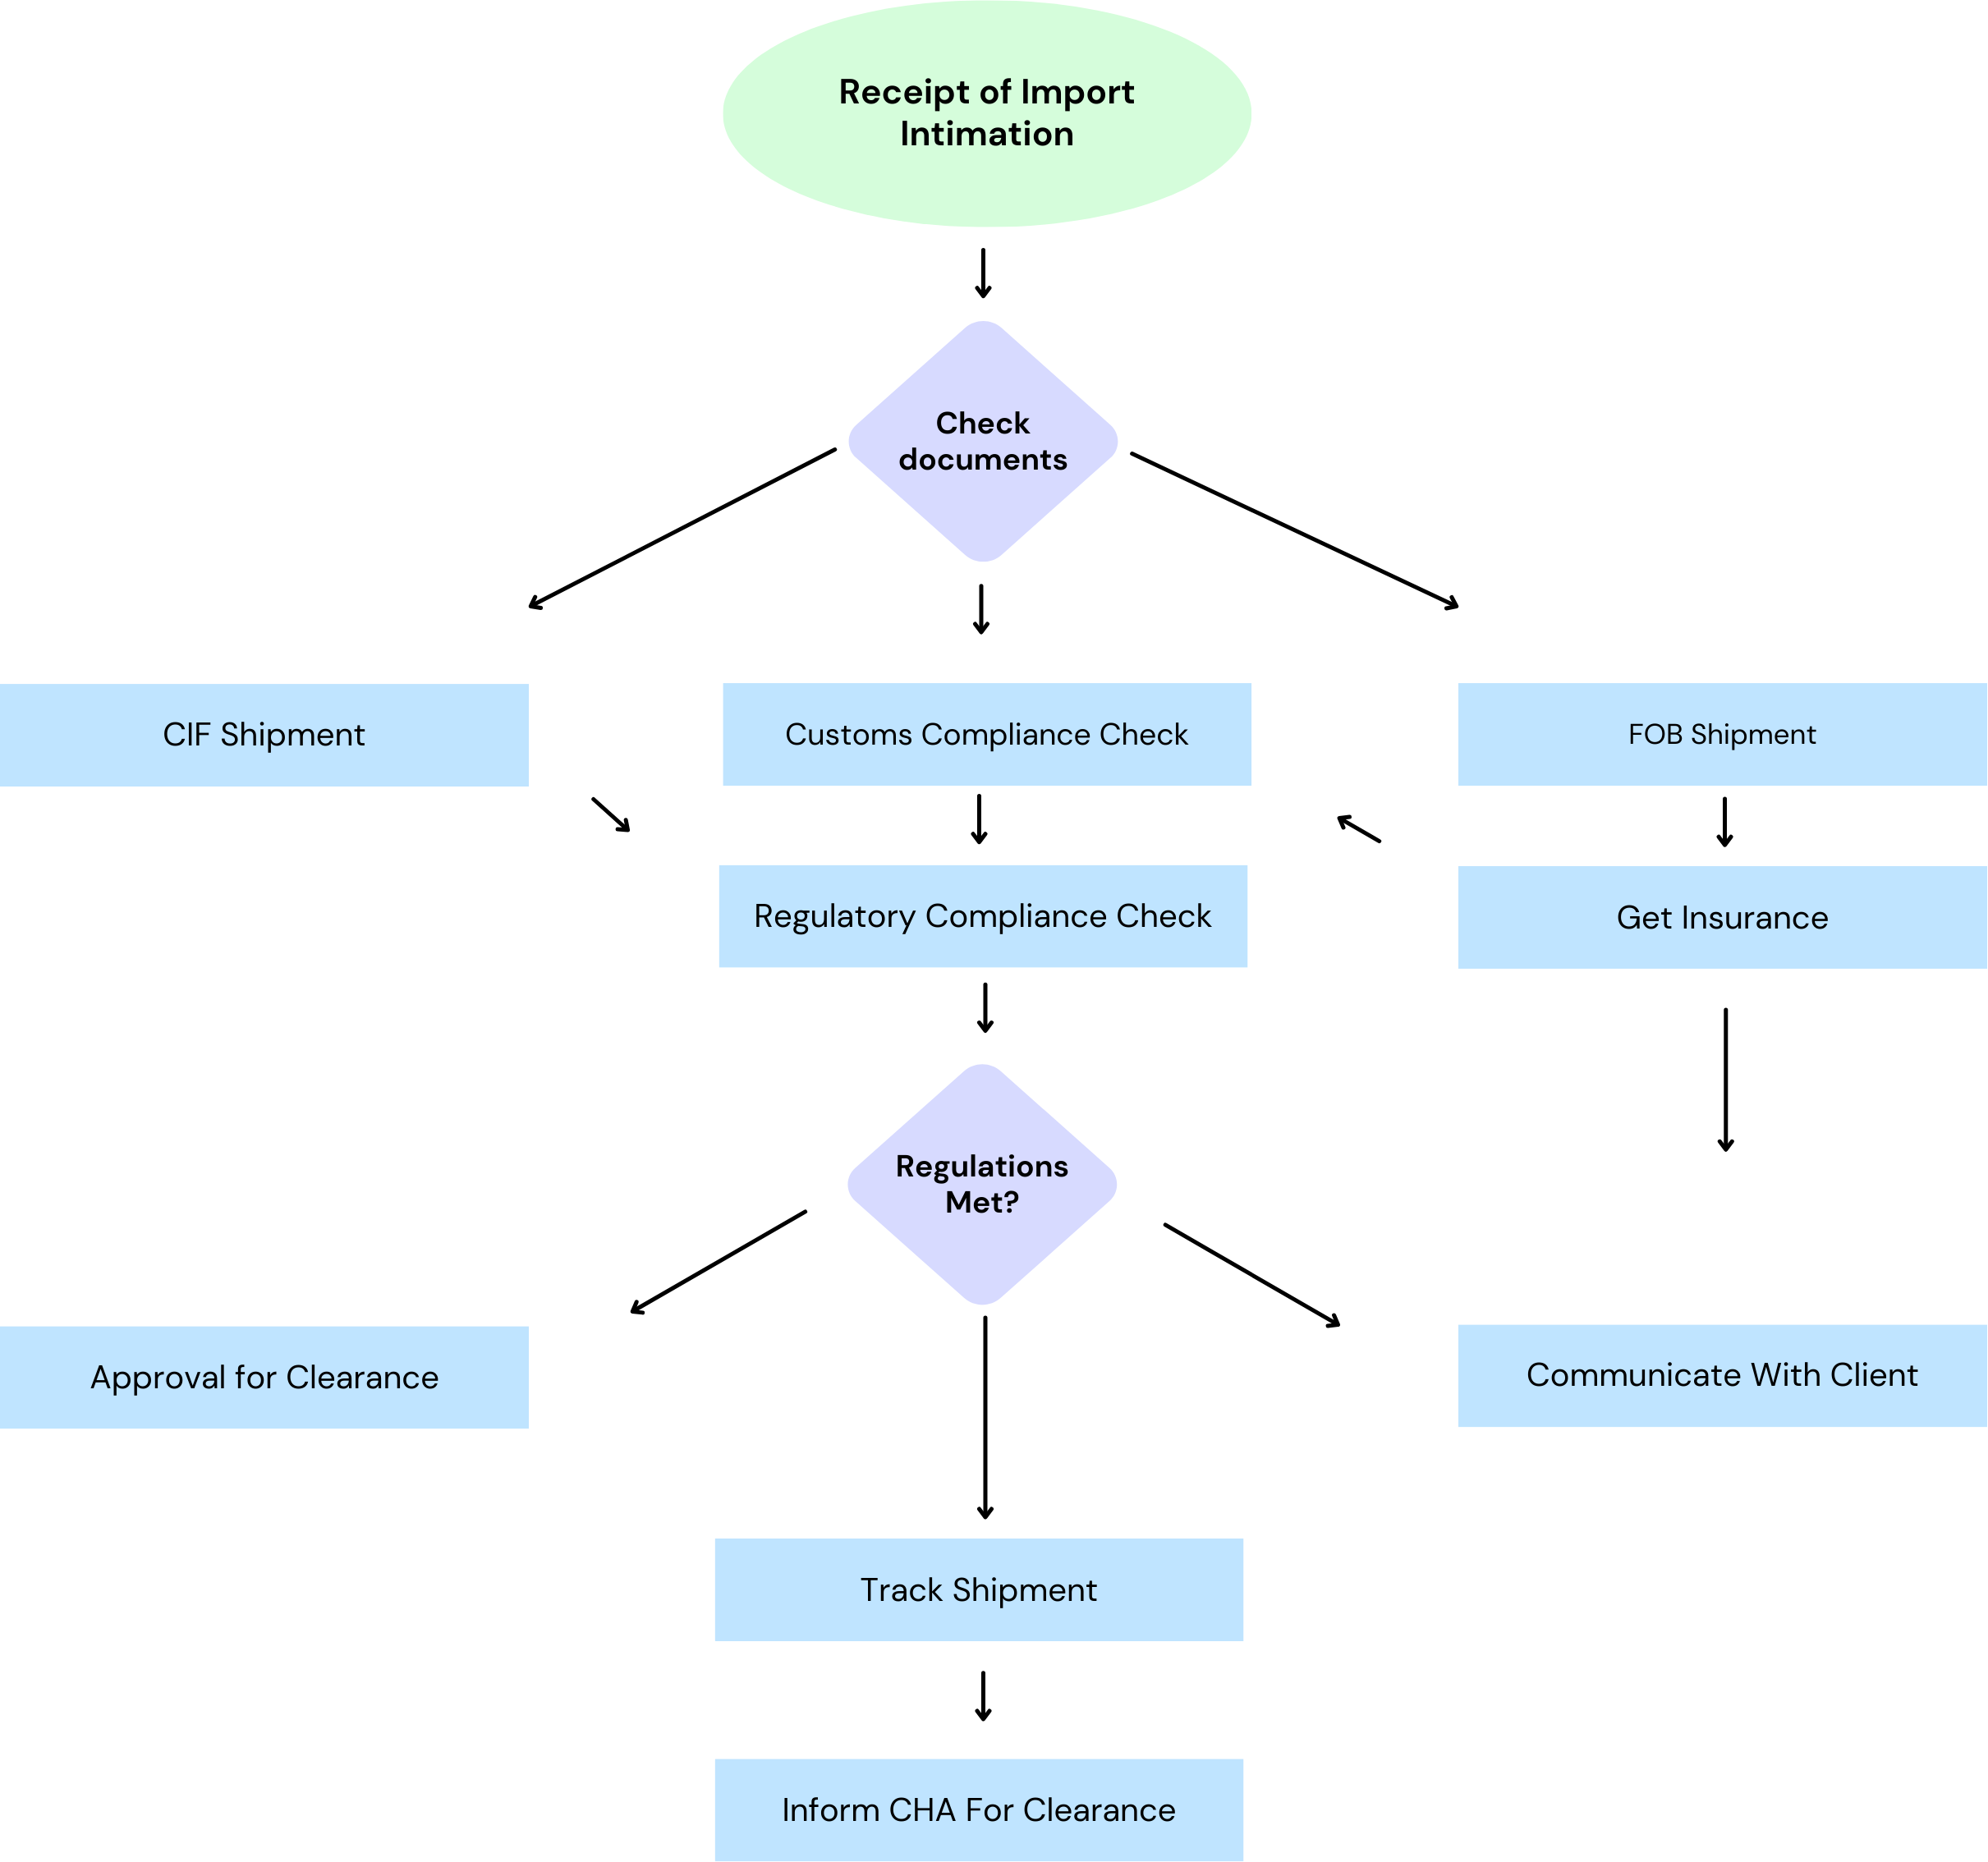 Receipt of Import
Intimation
Check
documents
CIF Shipment
Customs Compliance Check
FOB Shipment
Regulatory Compliance Check
Get Insurance
Regulations
Met?
Approval for Clearance
Communicate With Client
Track Shipment
Inform CHA For Clearance